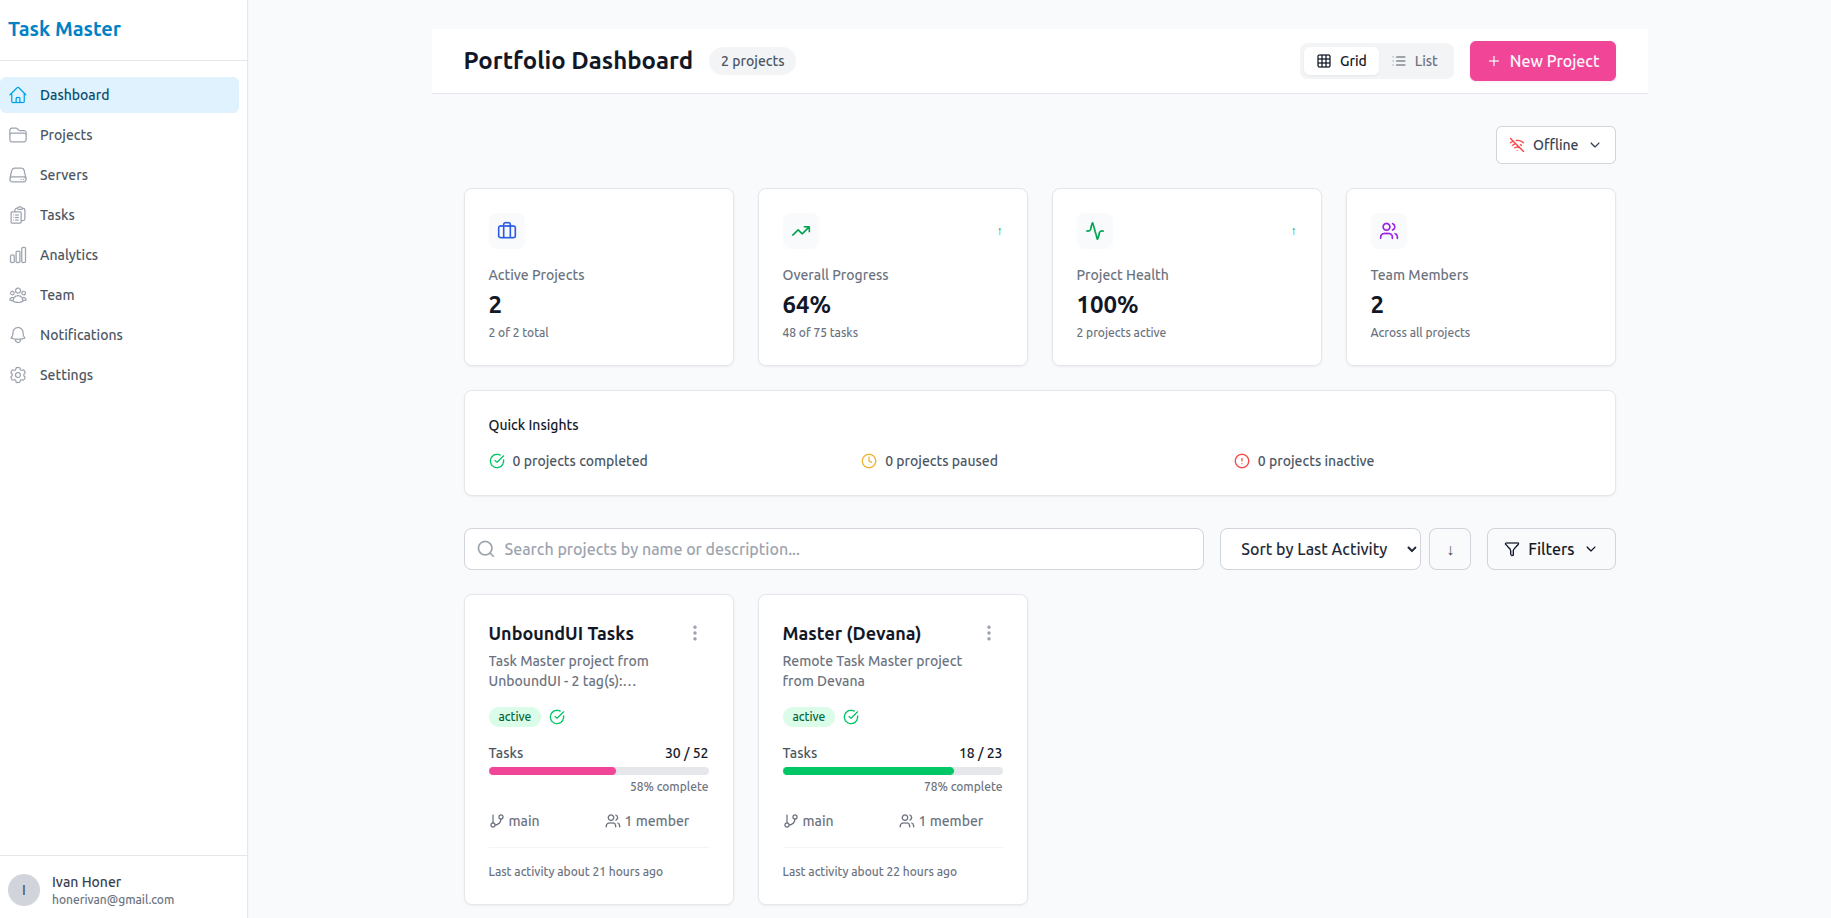 Task Master
Dashboard
Projects
Servers
Tasks
Analytics
Team
Notifications
Settings
I
Ivan Honer
honerivan@gmail.com
Portfolio Dashboard
2 projects
Grid
List
+ New Project
Offline
Active Projects
2
2 of 2 total
↑
Overall Progress
64%
48 of 75 tasks
↑
Project Health
100%
2 projects active
Team Members
2
Across all projects
Quick Insights
0 projects completed
0 projects paused
0 projects inactive
Search projects by name or description...
Sort by Last Activity
↓
Filters
UnboundUI Tasks
Task Master project from
UnboundUI - 2 tag(s):...
active
Tasks
30 / 52
58% complete
main
1 member
Last activity about 21 hours ago
Master (Devana)
Remote Task Master project
from Devana
active
Tasks
18 / 23
78% complete
main
1 member
Last activity about 22 hours ago